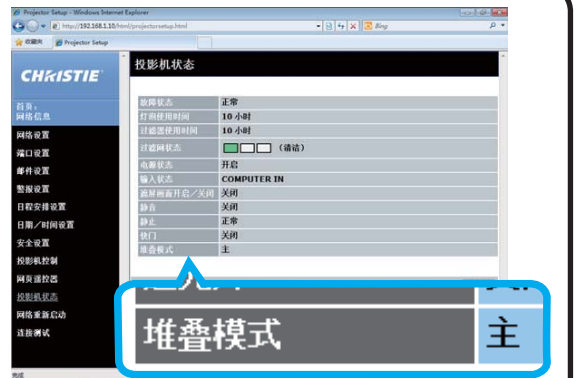 Projector Setup - Windows Internet Explorer
http://192.168.1.10/html/projectorsetup.html
Bing
收藏夹
Projector Setup
CHRISTIE
投影机状态
首页：
网络信息
网络设置
端口设置
邮件设置
警报设置
日程安排设置
日期／时间设置
安全设置
投影机控制
网页遥控器
投影机状态
网络重新启动
连接测试
故障状态 正常
灯泡使用时间 10 小时
过滤器使用时间 10 小时
过滤网状态 （清洁）
电源状态 开启
输入状态 COMPUTER IN
蓝屏画面开启／关闭 关闭
静音 关闭
静止 正常
快门 关闭
堆叠模式 主
堆叠模式 主
完成